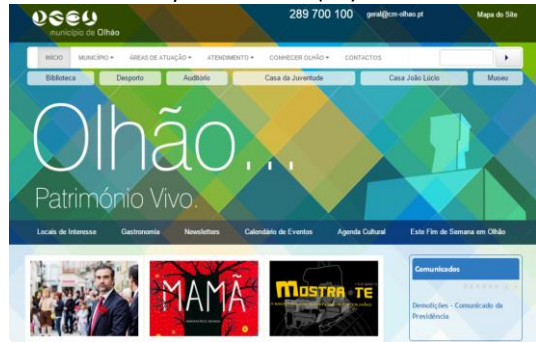 município de Olhão
289 700 100
geral@cm-olhao.pt
Mapa do Site
INÍCIO MUNICÍPIO ÁREAS DE ATUAÇÃO ATENDIMENTO CONHECER OLHÃO CONTACTOS
Biblioteca Desporto Auditório Casa da Juventude Casa João Lúcio Museu
Olhão...
Património Vivo.
Locais de Interesse Gastronomia Newsletters Calendário de Eventos Agenda Cultural Este Fim de Semana em Olhão
Comunicados
MAMÃ
MOSTRA-TE
Demolições - Comunicado da
Presidência